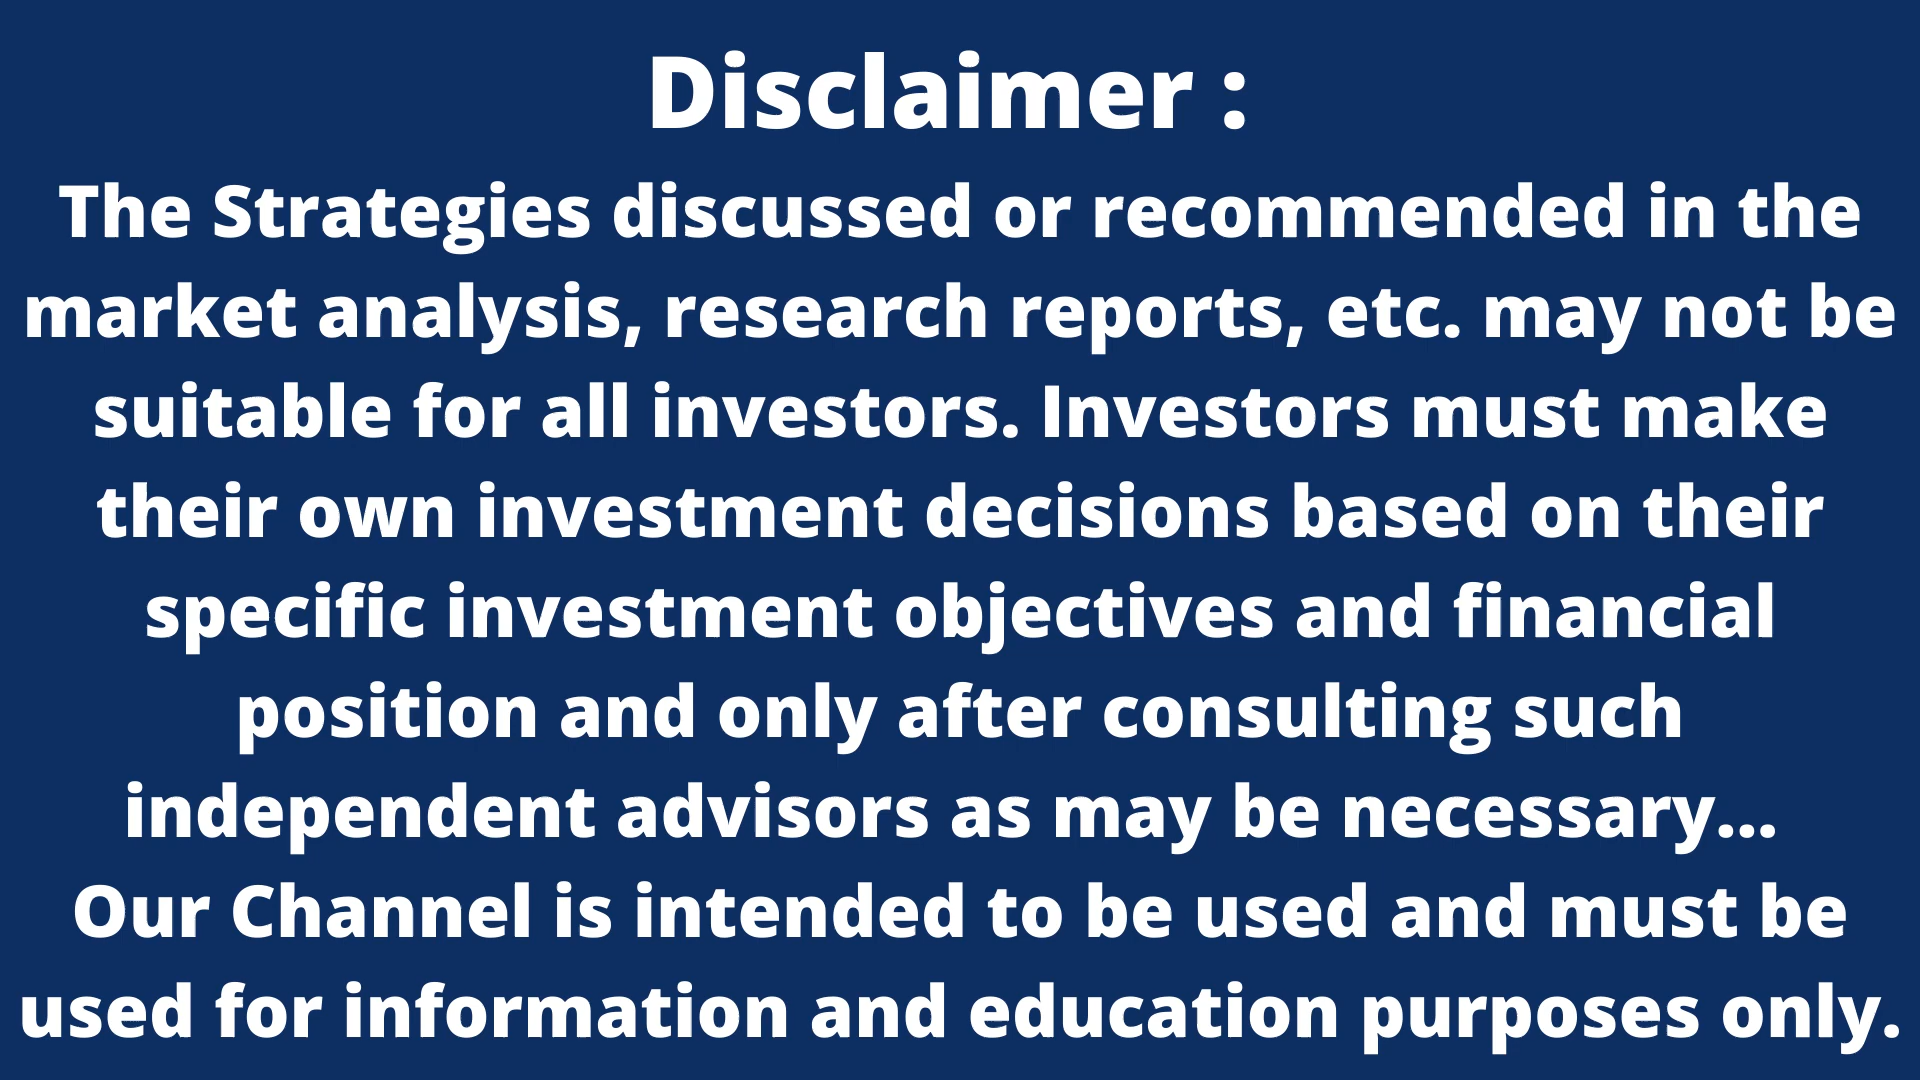 Disclaimer :
The Strategies discussed or recommended in the
market analysis, research reports, etc. may not be
suitable for all investors. Investors must make
their own investment decisions based on their
specific investment objectives and financial
position and only after consulting such
independent advisors as may be necessary...
Our Channel is intended to be used and must be
used for information and education purposes only.